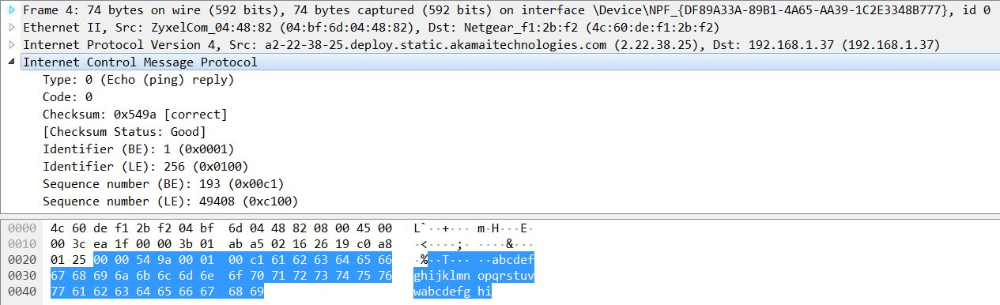 Frame 4: 74 bytes on wire (592 bits), 74 bytes captured (592 bits) on interface \Device\NPF_{DF89A33A-89B1-4A65-AA39-1C2E3348B777}, id 0
Ethernet II, Src: ZyxelCom_04:48:82 (04:bf:6d:04:48:82), Dst: Netgear_f1:2b:f2 (4c:60:de:f1:2b:f2)
Internet Protocol Version 4, Src: a2-22-38-25.deploy.static.akamaitechnologies.com (2.22.38.25), Dst: 192.168.1.37 (192.168.1.37)
Internet Control Message Protocol
Type: 0 (Echo (ping) reply)
Code: 0
Checksum: 0x549a [correct]
[Checksum Status: Good]
Identifier (BE): 1 (0x0001)
Identifier (LE): 256 (0x0100)
Sequence number (BE): 193 (0x00c1)
Sequence number (LE): 49408 (0xc100)
0000 4c 60 de f1 2b f2 04 bf 6d 04 48 82 08 00 45 00 L`··+··· m·H···E·
0010 00 3c ea 1f 00 00 3b 01 ab a5 02 16 26 19 c0 a8 ·<····;· ····&···
0020 01 25 00 00 54 9a 00 01 00 c1 61 62 63 64 65 66 ·%··T··· ··abcdef
0030 67 68 69 6a 6b 6c 6d 6e 6f 70 71 72 73 74 75 76 ghijklmn opqrstuv
0040 77 61 62 63 64 65 66 67 68 69 wabcdefg hi